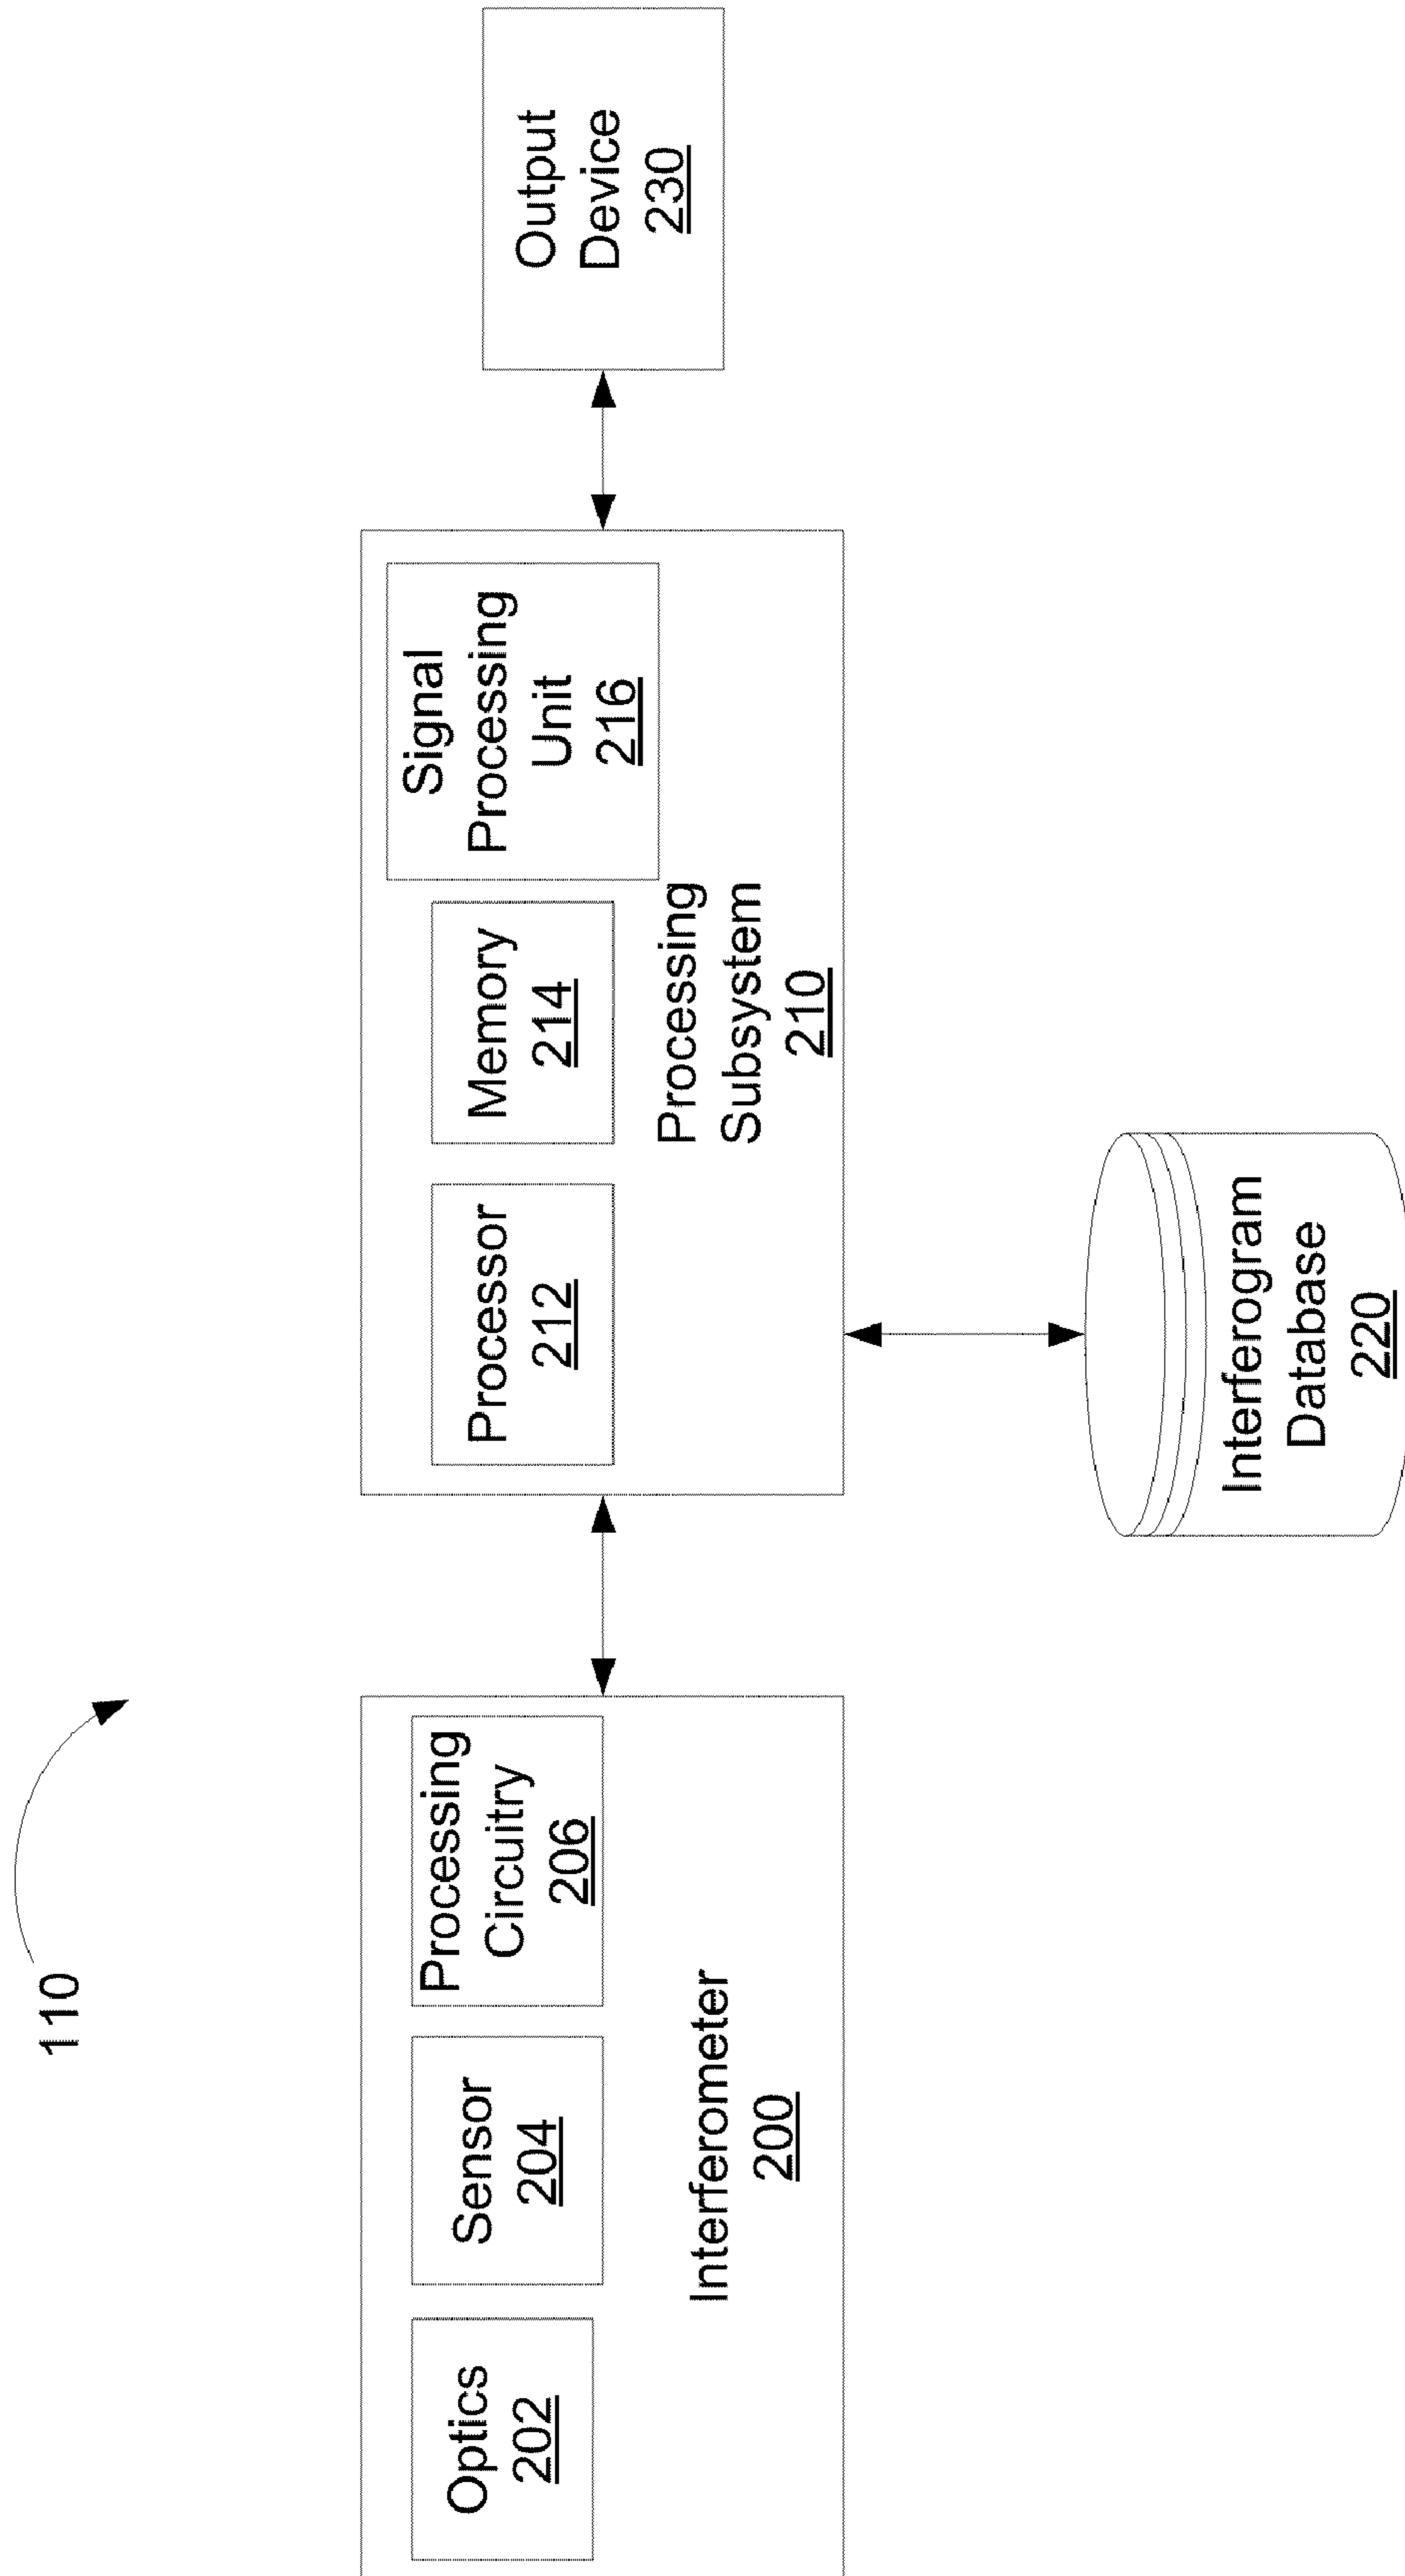 110
Optics
202
Sensor
204
Processing
Circuitry
206
Interferometer
200
Processor
212
Memory
214
Signal
Processing
Unit
216
Processing
Subsystem
210
Output
Device
230
Interferogram
Database
220